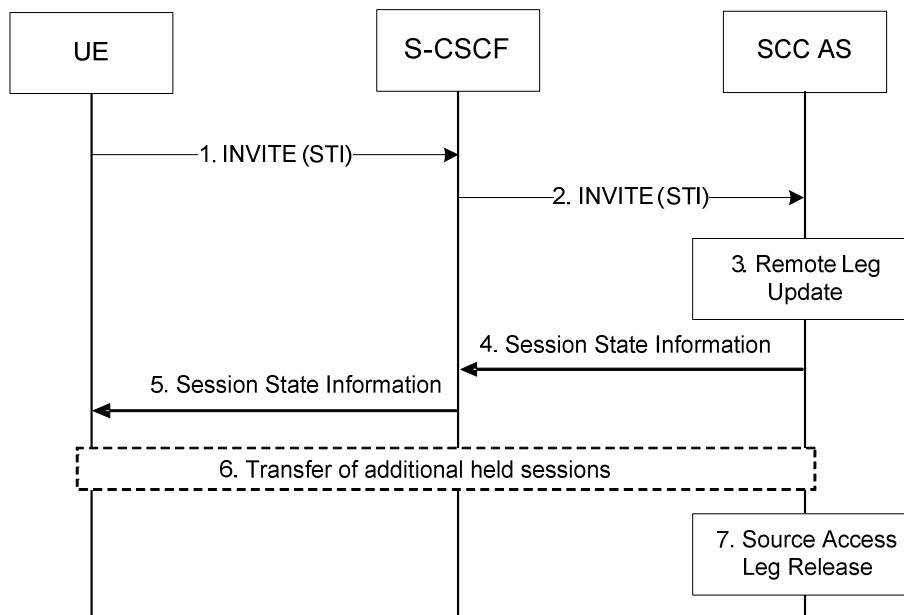 UE
S-CSCF
SCC AS
1. INVITE (STI)
2. INVITE (STI)
3. Remote Leg
Update
4. Session State Information
5. Session State Information
6. Transfer of additional held sessions
7. Source Access
Leg Release